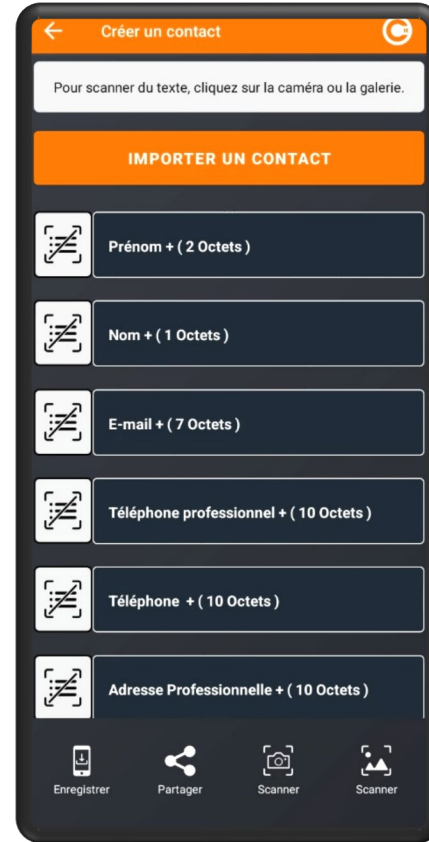 Créer un contact
Pour scanner du texte, cliquez sur la caméra ou la galerie.
IMPORTER UN CONTACT
Prénom + ( 2 Octets )
Nom + ( 1 Octets )
E-mail + ( 7 Octets )
Téléphone professionnel + ( 10 Octets )
Téléphone + ( 10 Octets )
Adresse Professionnelle + ( 10 Octets )
Enregistrer Partager Scanner Scanner